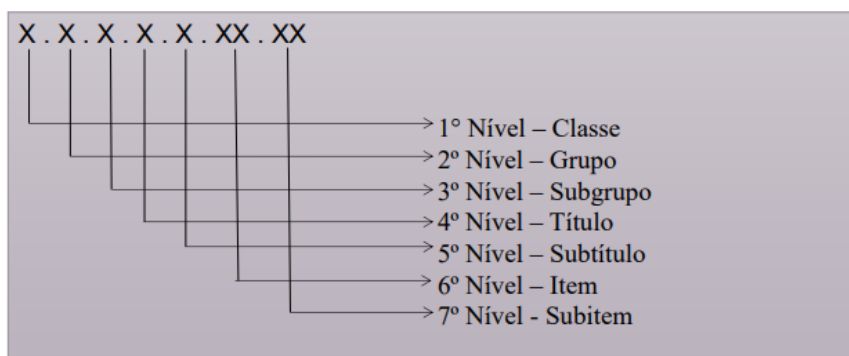 X . X . X . X . X . XX . XX
1° Nível – Classe
2º Nível – Grupo
3º Nível – Subgrupo
4º Nível – Título
5º Nível – Subtítulo
6º Nível – Item
7º Nível - Subitem